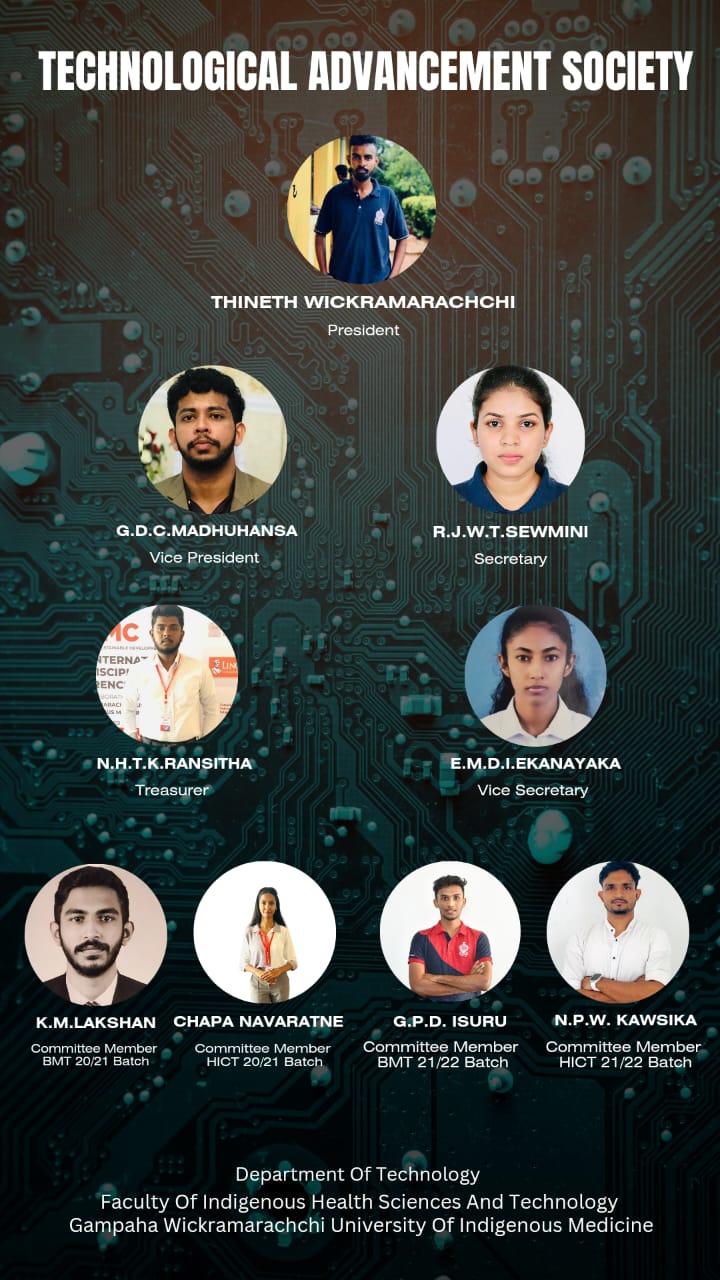 TECHNOLOGICAL ADVANCEMENT SOCIETY
THINETH WICKRAMARACHCHI
President
G.D.C.MADHUHANSA
Vice President
R.J.W.T.SEWMINI
Secretary
MC
N.H.T.K.RANSITHA
Treasurer
E.M.D.I.EKANAYAKA
Vice Secretary
K.M.LAKSHAN
Committee Member
BMT 20/21 Batch
CHAPA NAVARATNE
Committee Member
HICT 20/21 Batch
G.P.D. ISURU
Committee Member
BMT 21/22 Batch
N.P.W. KAWSIKA
Committee Member
HICT 21/22 Batch
Department Of Technology
Faculty Of Indigenous Health Sciences And Technology
Gampaha Wickramarachchi University Of Indigenous Medicine